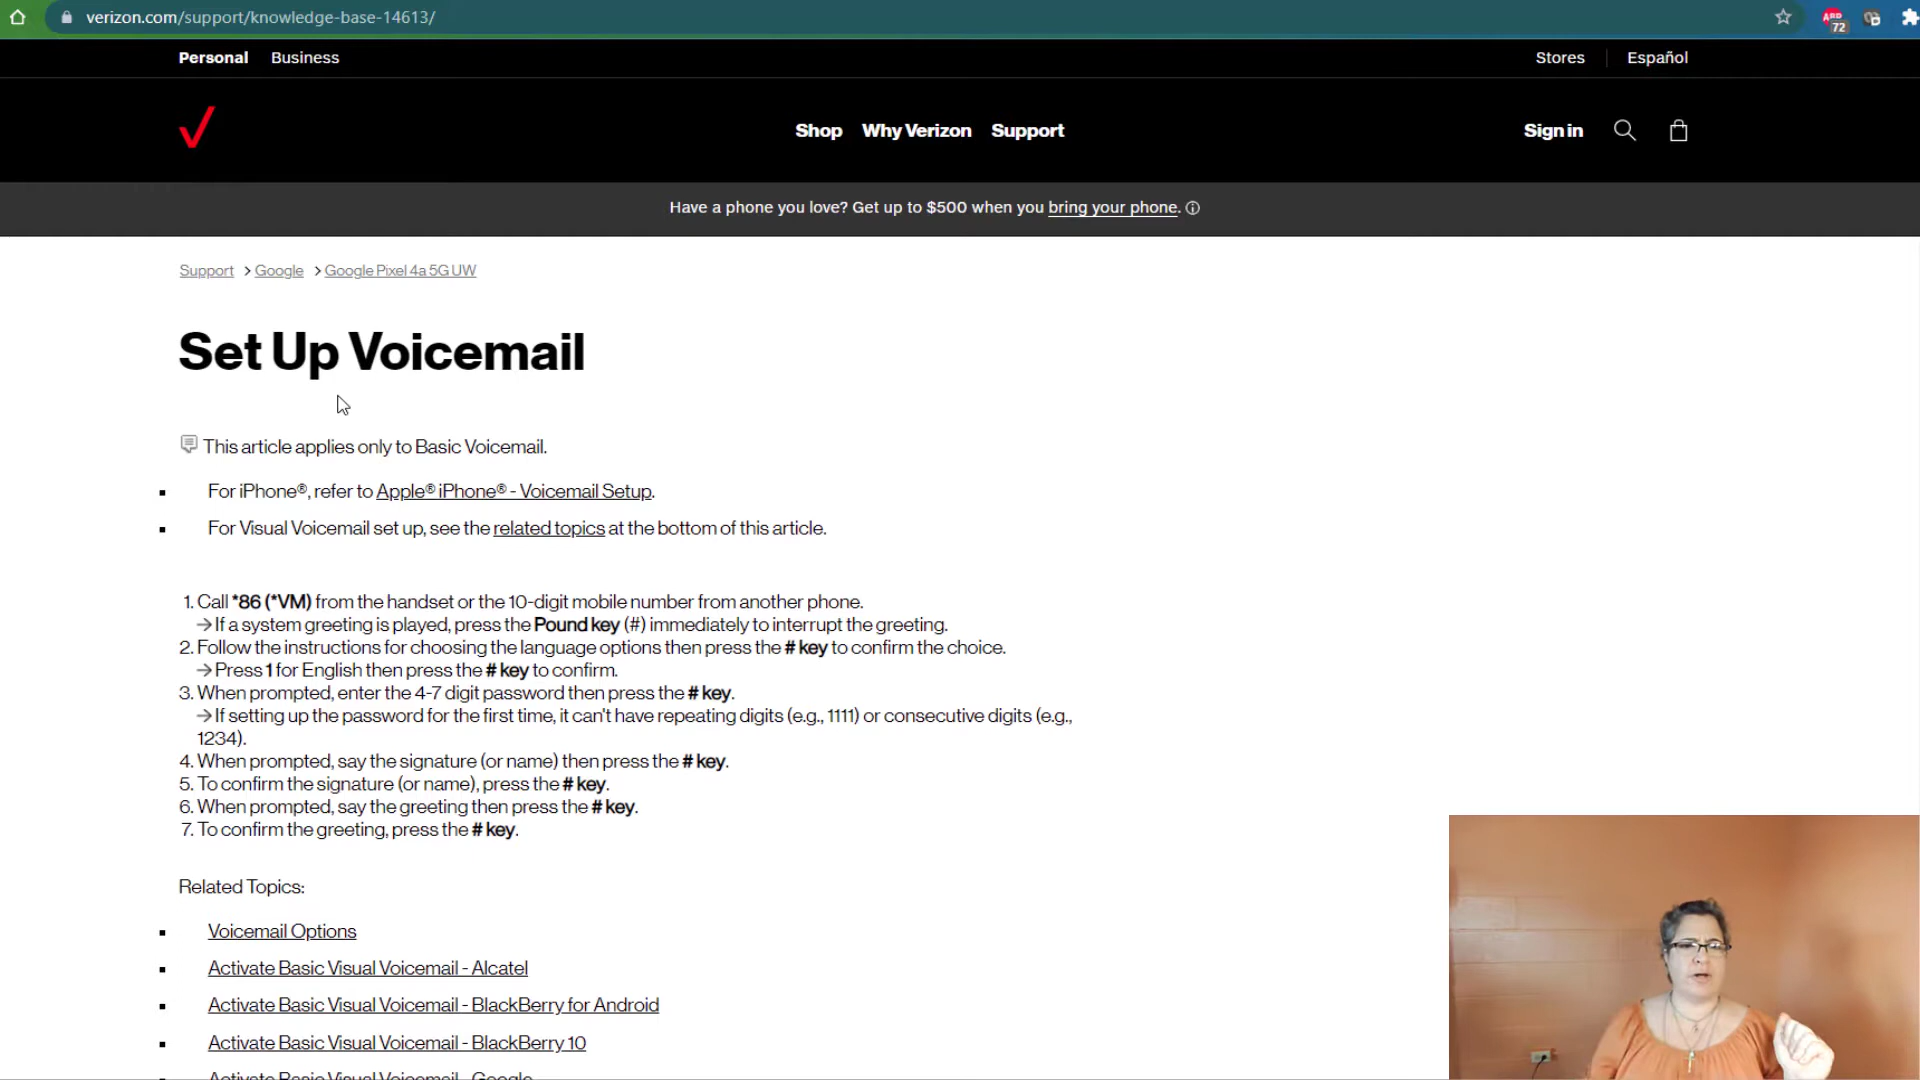 verizon.com/support/knowledge-base-14613/
ABP
72
Personal Business Stores Español
Shop Why Verizon Support Sign in
Have a phone you love? Get up to $500 when you bring your phone.
Support > Google > Google Pixel 4a 5G UW
Set Up Voicemail
This article applies only to Basic Voicemail.
▪ For iPhone®, refer to Apple® iPhone® - Voicemail Setup.
▪ For Visual Voicemail set up, see the related topics at the bottom of this article.
1. Call *86 (*VM) from the handset or the 10-digit mobile number from another phone.
→ If a system greeting is played, press the Pound key (#) immediately to interrupt the greeting.
2. Follow the instructions for choosing the language options then press the # key to confirm the choice.
→ Press 1 for English then press the # key to confirm.
3. When prompted, enter the 4-7 digit password then press the # key.
→ If setting up the password for the first time, it can't have repeating digits (e.g., 1111) or consecutive digits (e.g.,
1234).
4. When prompted, say the signature (or name) then press the # key.
5. To confirm the signature (or name), press the # key.
6. When prompted, say the greeting then press the # key.
7. To confirm the greeting, press the # key.
Related Topics:
▪ Voicemail Options
▪ Activate Basic Visual Voicemail - Alcatel
▪ Activate Basic Visual Voicemail - BlackBerry for Android
▪ Activate Basic Visual Voicemail - BlackBerry 10
Activate Basic Visual Voicemail - Google